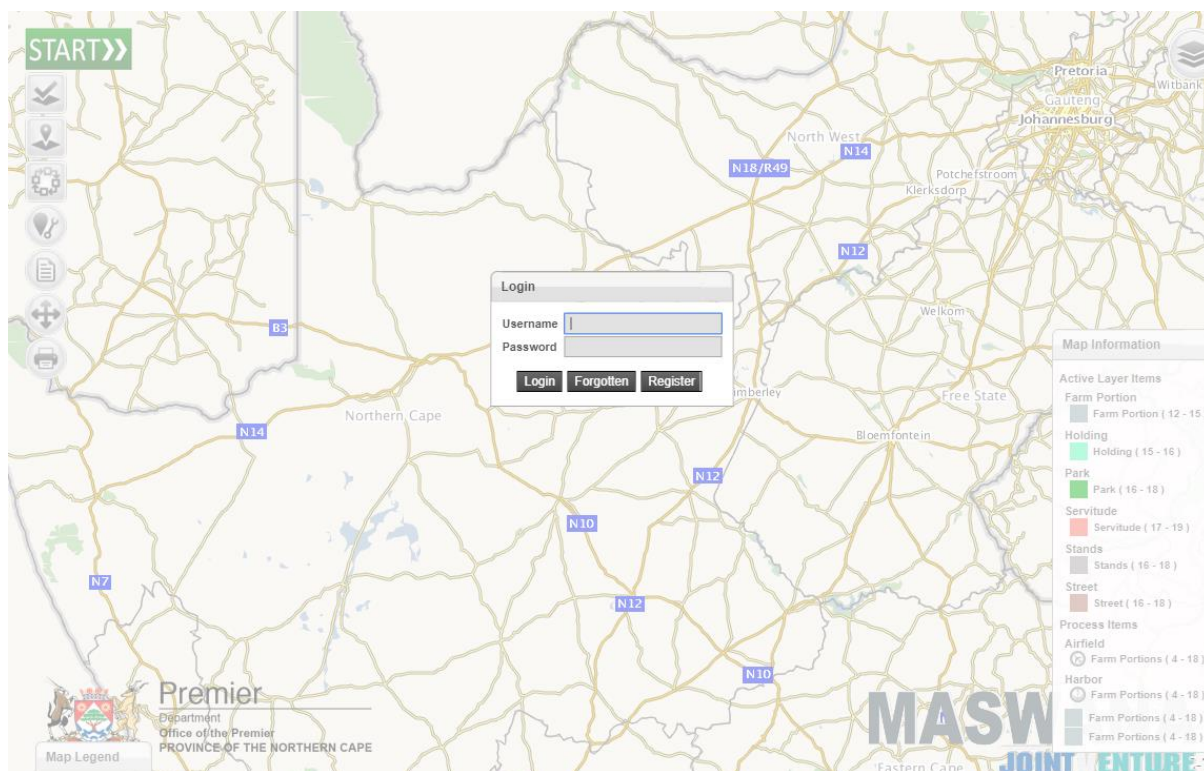 START
Pretoria
Witbank
Gauteng
Johannesburg
North West
N14
N18/R49
Potchefstroom
Klerksdorp
N12
Login
Username
Password
Login Forgotten Register
B3
Welkom
Map Information
Active Layer Items
Farm Portion
Farm Portion ( 12 - 15
Holding
Holding ( 15 - 16 )
Park
Park ( 16 - 18 )
Servitude
Servitude ( 17 - 19 )
Stands
Stands ( 16 - 18 )
Street
Street ( 16 - 18 )
Process Items
Airfield
Farm Portions ( 4 - 18 )
Harbor
Farm Portions ( 4 - 18 )
Farm Portions ( 4 - 18 )
Farm Portions ( 4 - 18 )
imberley
Free State
Northern Cape
N14
Bloemfontein
N12
N10
N7
N12
N10
Premier
Department
Office of the Premier
PROVINCE OF THE NORTHERN CAPE
Map Legend
MASW
JOINT VENTURE
Eastern Cape